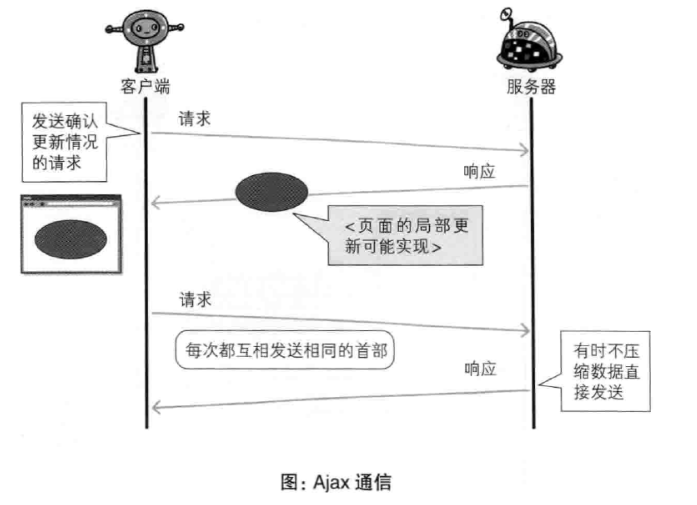 客户端
服务器
发送确认
更新情况
的请求
请求
响应
<页面的局部更
新可能实现>
请求
每次都互相发送相同的首部
响应
有时不压
缩数据直
接发送
图：Ajax 通信